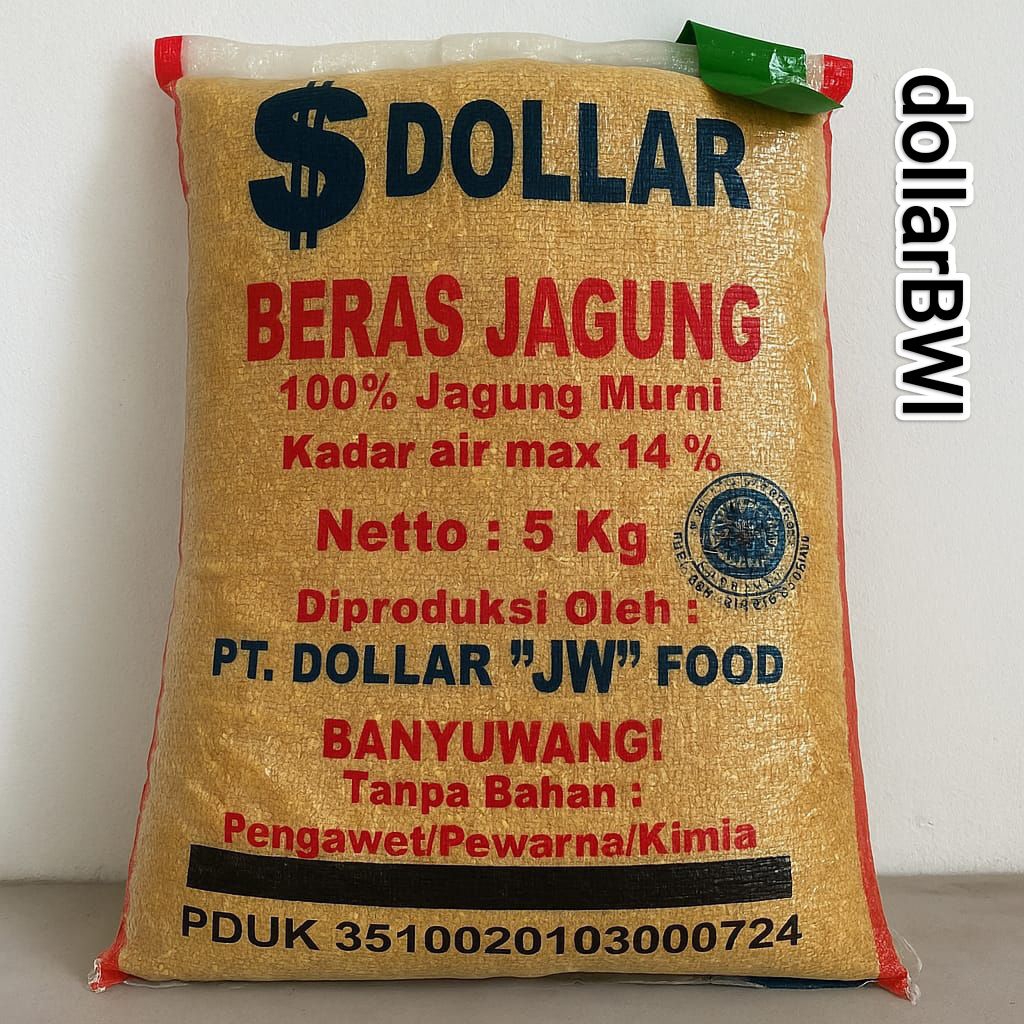 $ DOLLAR
BERAS JAGUNG
100% Jagung Murni
Kadar air max 14 %
Netto : 5 Kg
Diproduksi Oleh :
PT. DOLLAR "JW" FOOD
BANYUWANGI
Tanpa Bahan :
Pengawet/Pewarna/Kimia
PDUK 3510020103000724
dollarBWI